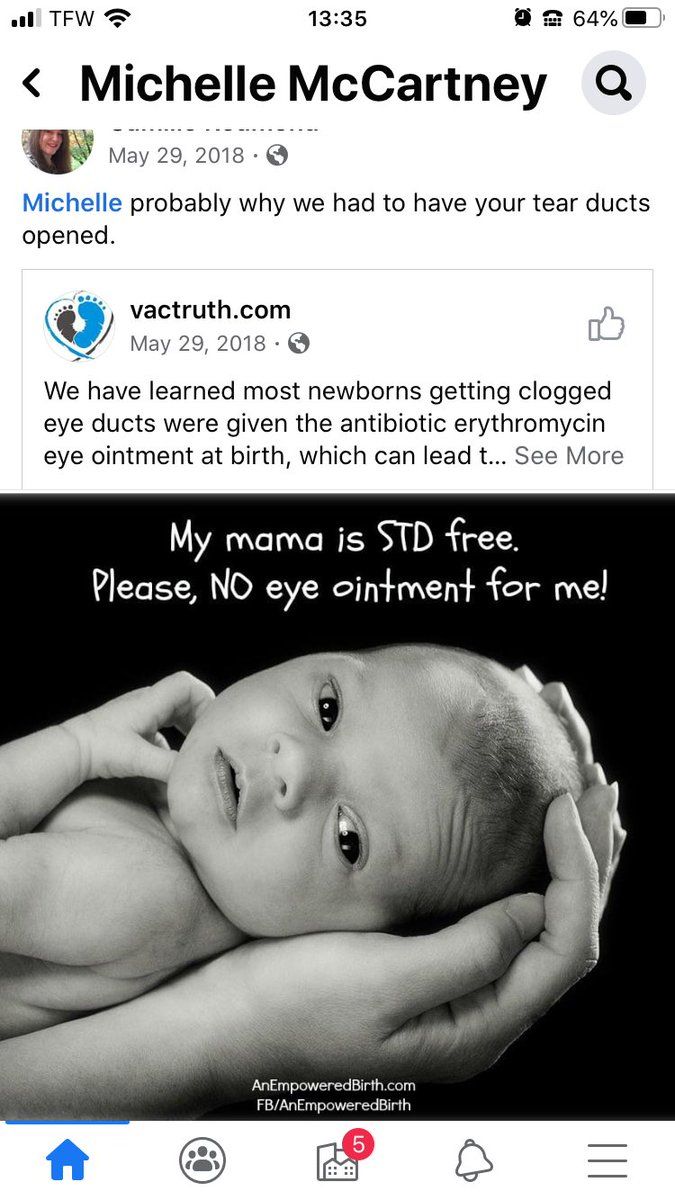 TFW 13:35 64%
Michelle McCartney
May 29, 2018 ·
Michelle probably why we had to have your tear ducts
opened.
vactruth.com
May 29, 2018 ·
We have learned most newborns getting clogged
eye ducts were given the antibiotic erythromycin
eye ointment at birth, which can lead t... See More
My mama is STD free.
Please, NO eye ointment for me!
AnEmpoweredBirth.com
FB/AnEmpoweredBirth
5